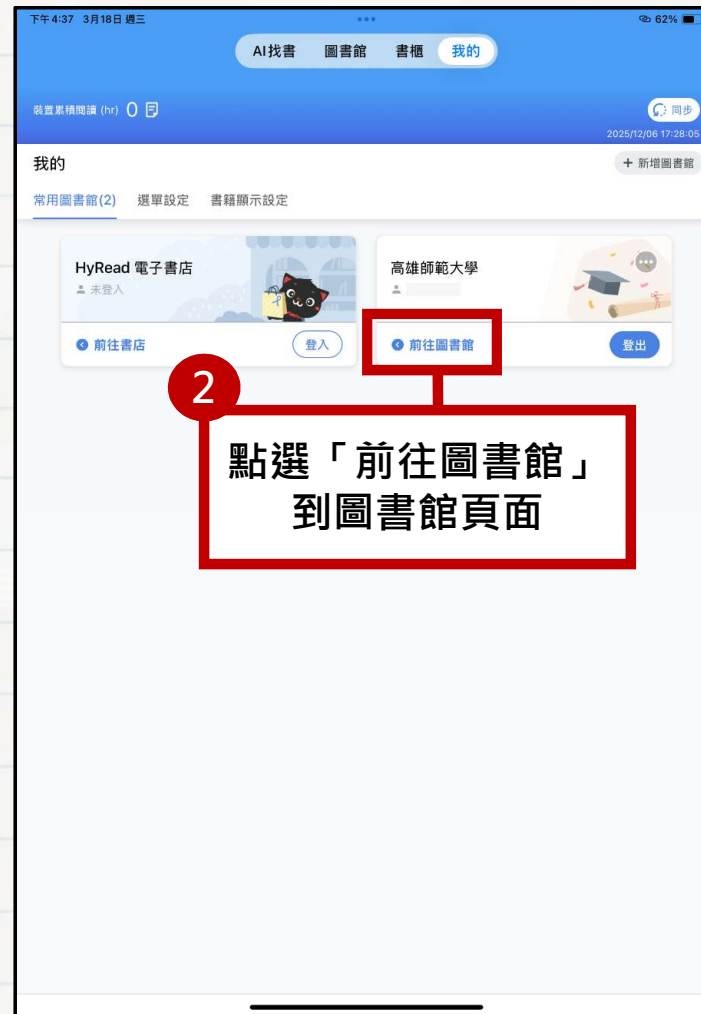 下午4:37 3月18日 週三
62%
AI找書 圖書館 書櫃 我的
裝置累積閱讀 (hr) 0
同步
2025/12/06 17:28:05
我的
+ 新增圖書館
常用圖書館(2) 選單設定 書籍顯示設定
HyRead 電子書店
未登入
前往書店
登入
高雄師範大學
前往圖書館
登出
2
點選「前往圖書館」
到圖書館頁面